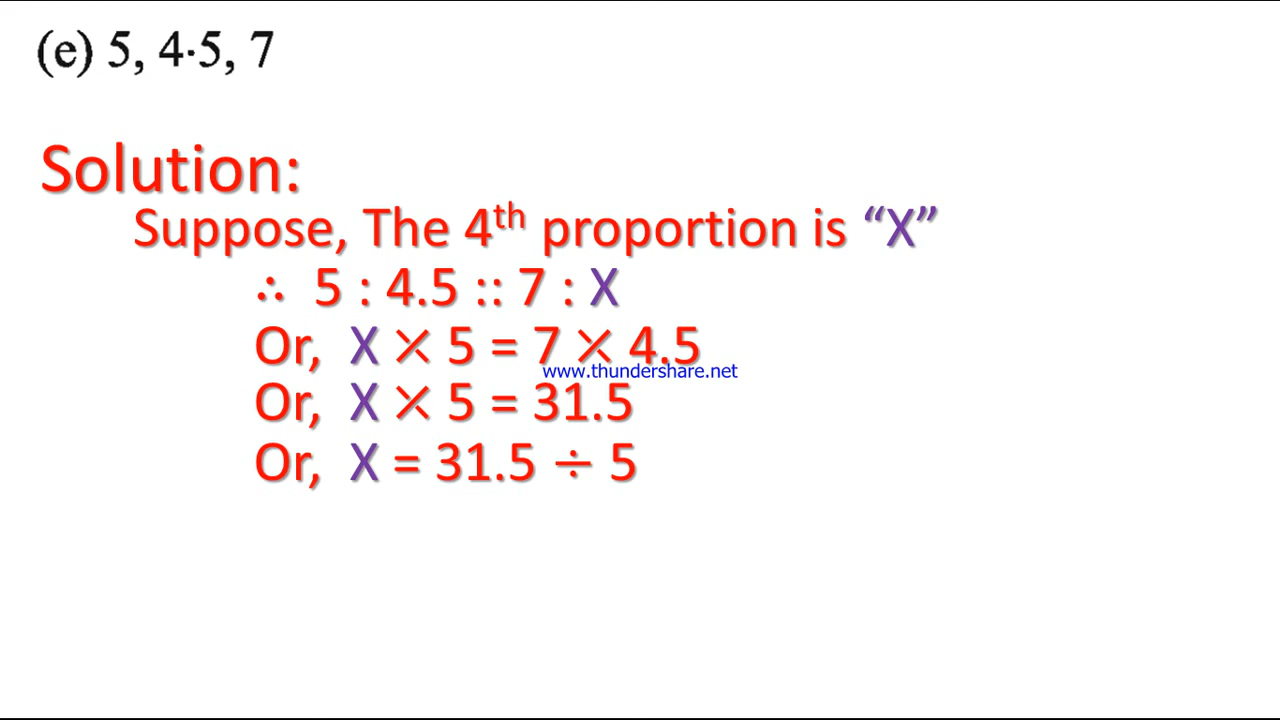 (e) 5, 4·5, 7
Solution:
Suppose, The 4th proportion is “X”
∴ 5 : 4.5 :: 7 : X
Or, X × 5 = 7 × 4.5
www.thundershare.net
Or, X × 5 = 31.5
Or, X = 31.5 ÷ 5